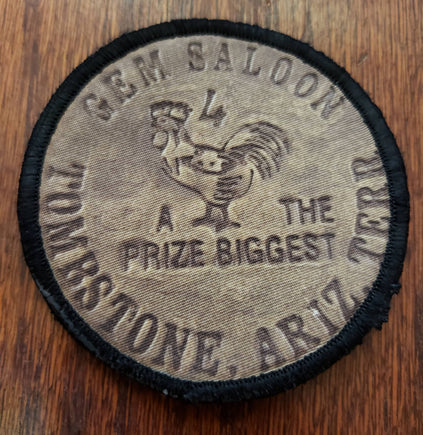 GEM SALOON
4
A THE
PRIZE BIGGEST
TOMBSTONE, ARIZ. TERR